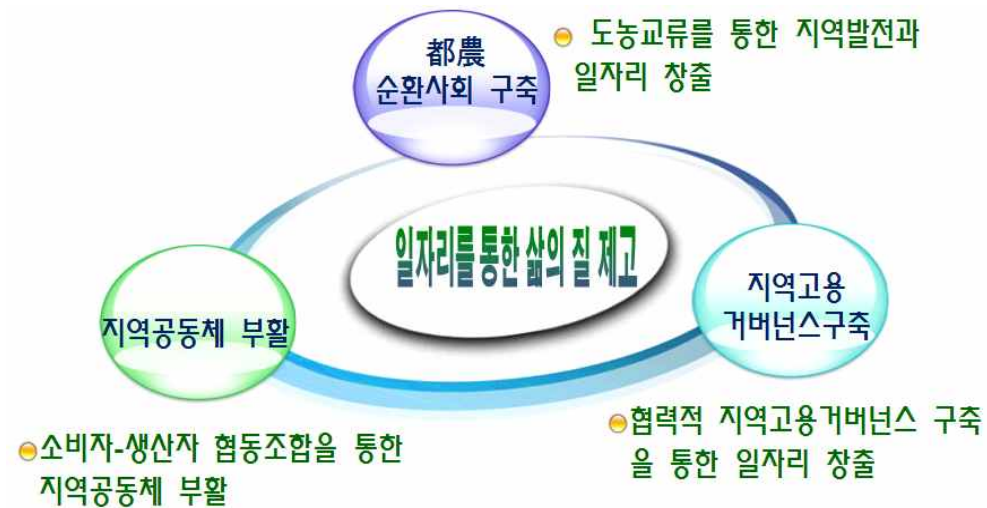 都農
순환사회 구축
도농교류를 통한 지역발전과
일자리 창출
일자리를통한 삶의 질 제고
지역공동체 부활
지역고용
거버넌스구축
소비자-생산자 협동조합을 통한
지역공동체 부활
협력적 지역고용거버넌스 구축
을 통한 일자리 창출